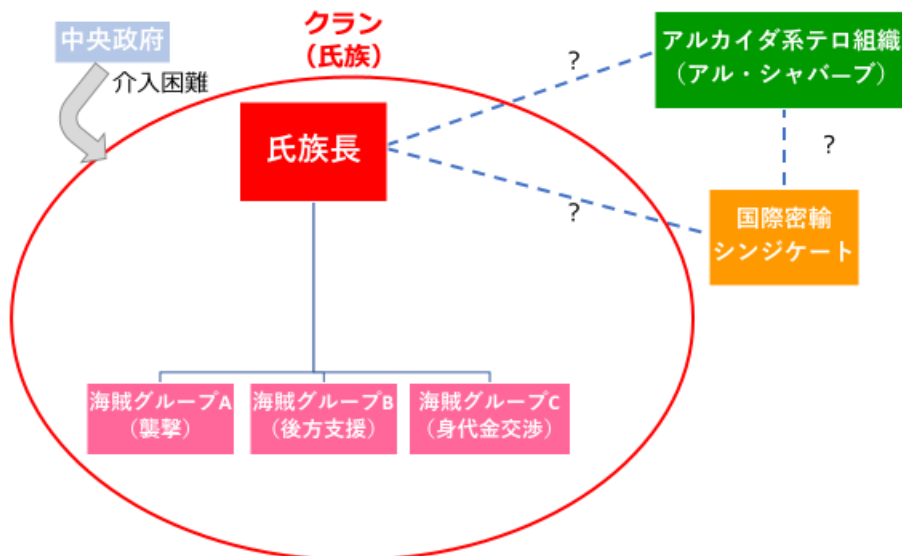 中央政府
介入困難
クラン
（氏族）
氏族長
?
アルカイダ系テロ組織
（アル・シャバーブ）
?
?
国際密輸
シンジケート
海賊グループA
（襲撃）
海賊グループB
（後方支援）
海賊グループC
（身代金交渉）